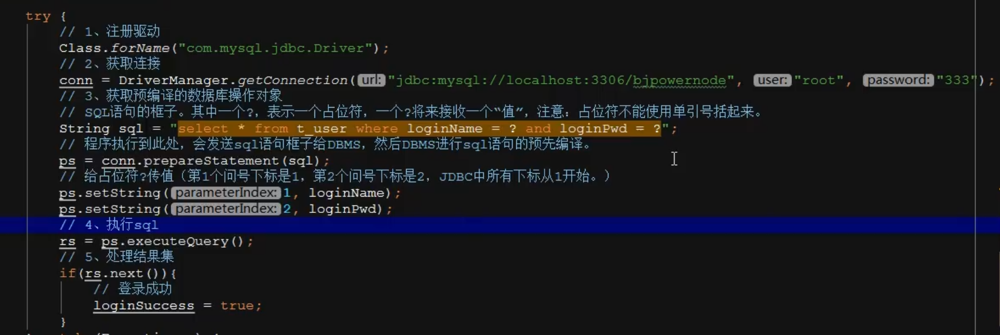 try {
// 1、注册驱动
Class.forName("com.mysql.jdbc.Driver");
// 2、获取连接
conn = DriverManager.getConnection( url: "jdbc:mysql://localhost:3306/bjpowernode", user: "root", password: "333");
// 3、获取预编译的数据库操作对象
// SQL语句的框子。其中一个?，表示一个占位符，一个?将来接收一个“值”，注意：占位符不能使用单引号括起来。
String sql = "select * from t_user where loginName = ? and loginPwd = ?";
// 程序执行到此处，会发送sql语句框子给DBMS，然后DBMS进行sql语句的预先编译。
ps = conn.prepareStatement(sql);
// 给占位符?传值（第1个问号下标是1，第2个问号下标是2，JDBC中所有下标从1开始。）
ps.setString( parameterIndex: 1, loginName);
ps.setString( parameterIndex: 2, loginPwd);
// 4、执行sql
rs = ps.executeQuery();
// 5、处理结果集
if(rs.next()){
// 登录成功
loginSuccess = true;
}